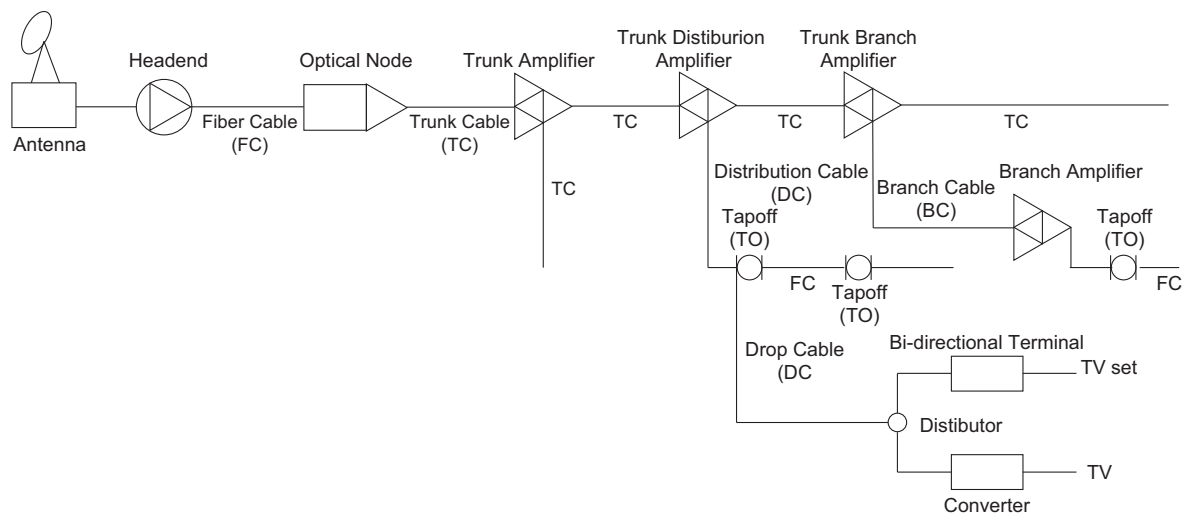 Headend
Optical Node
Trunk Amplifier
Trunk Distiburion
Amplifier
Trunk Branch
Amplifier
Antenna
Fiber Cable
(FC)
Trunk Cable
(TC)
TC
TC
TC
TC
Distribution Cable
(DC)
Branch Cable
(BC)
Branch Amplifier
Tapoff
(TO)
Tapoff
(TO)
FC
Tapoff
(TO)
FC
Drop Cable
(DC
Bi-directional Terminal
TV set
Distibutor
TV
Converter